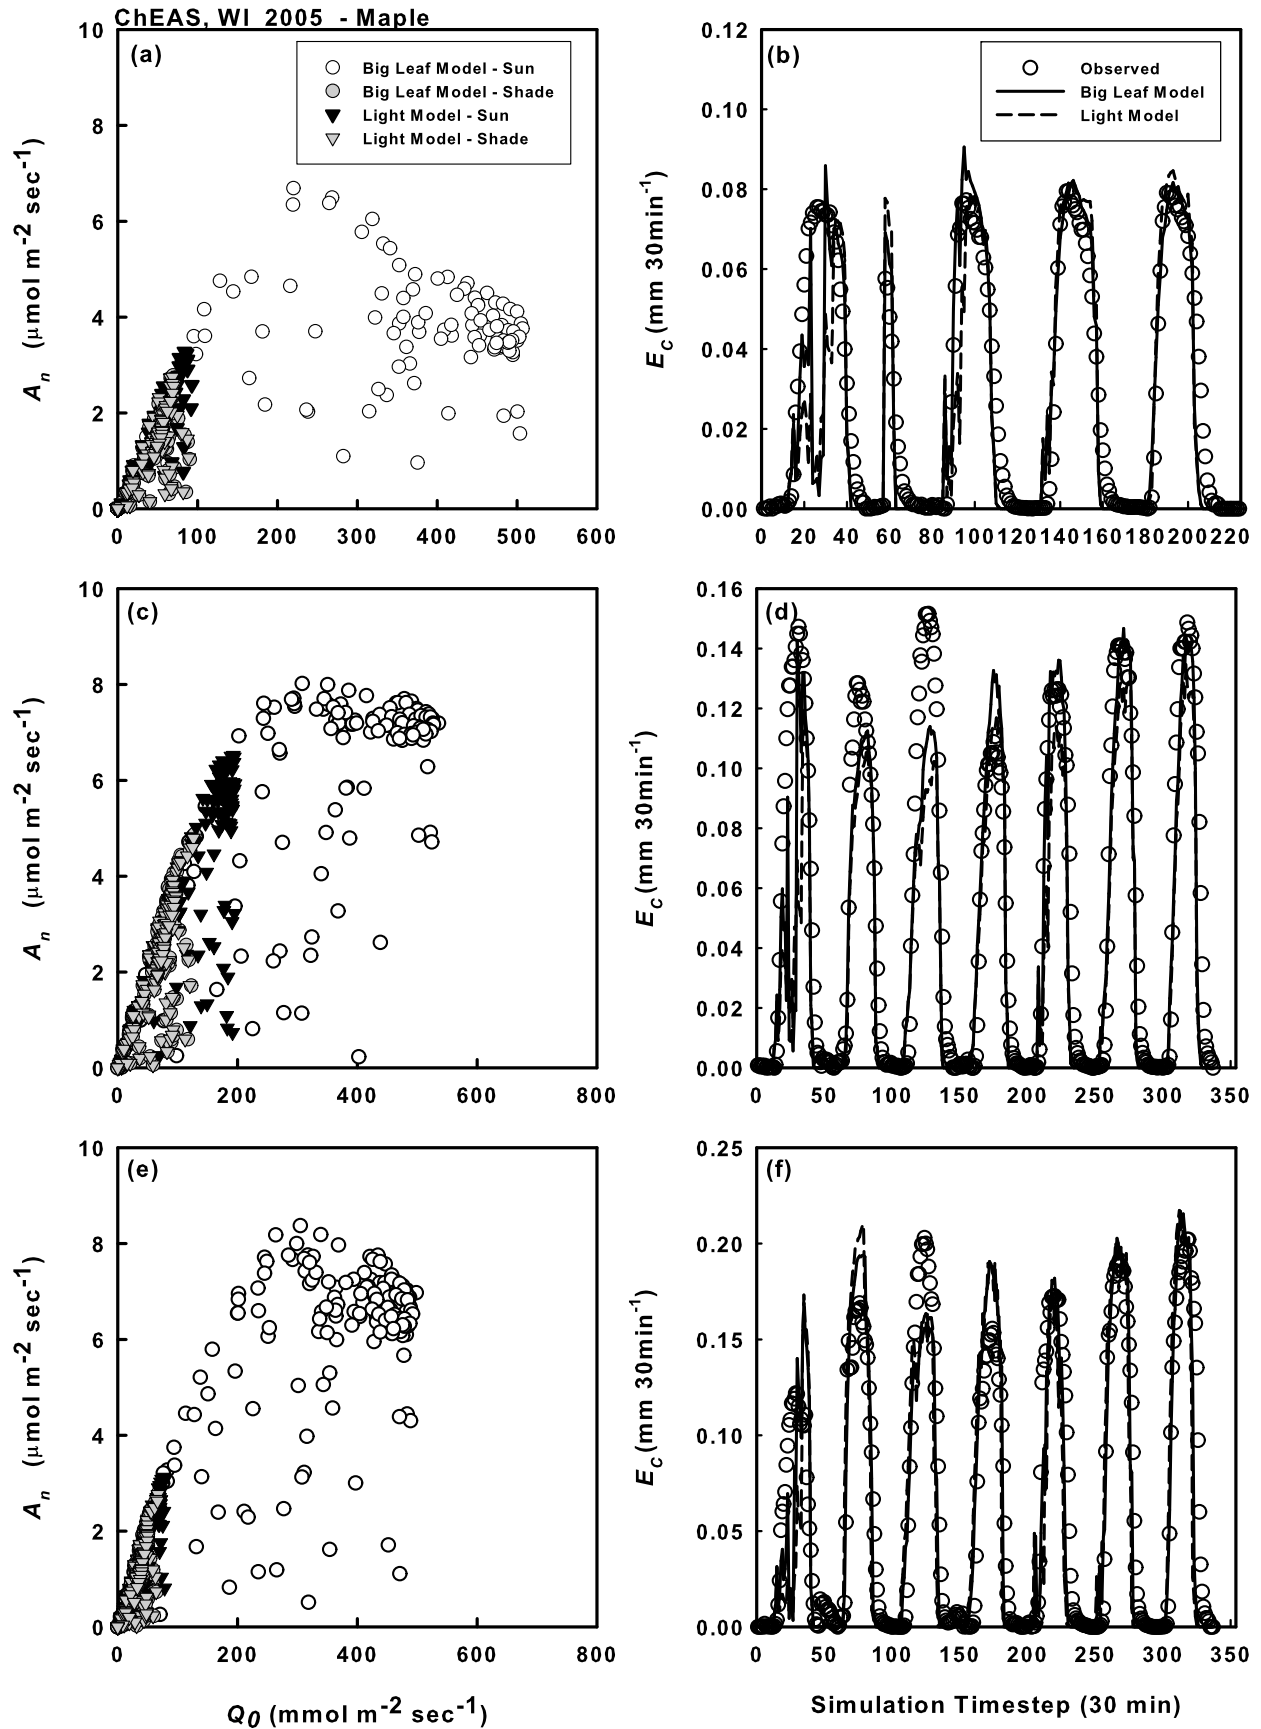 ChEAS, WI 2005 - Maple
(a)
Big Leaf Model - Sun
Big Leaf Model - Shade
Light Model - Sun
Light Model - Shade
10
8
6
4
2
0
An (μmol m-2 sec-1)
0 100 200 300 400 500 600
(b)
Observed
Big Leaf Model
Light Model
0.12
0.10
0.08
0.06
0.04
0.02
0.00
EC (mm 30min-1)
0 20 40 60 80 100 120 140 160 180 200 220
(c)
10
8
6
4
2
0
An (μmol m-2 sec-1)
0 200 400 600 800
(d)
0.16
0.14
0.12
0.10
0.08
0.06
0.04
0.02
0.00
EC (mm 30min-1)
0 50 100 150 200 250 300 350
(e)
10
8
6
4
2
0
An (μmol m-2 sec-1)
0 200 400 600 800
Q0 (mmol m-2 sec-1)
(f)
0.25
0.20
0.15
0.10
0.05
0.00
EC (mm 30min-1)
0 50 100 150 200 250 300 350
Simulation Timestep (30 min)